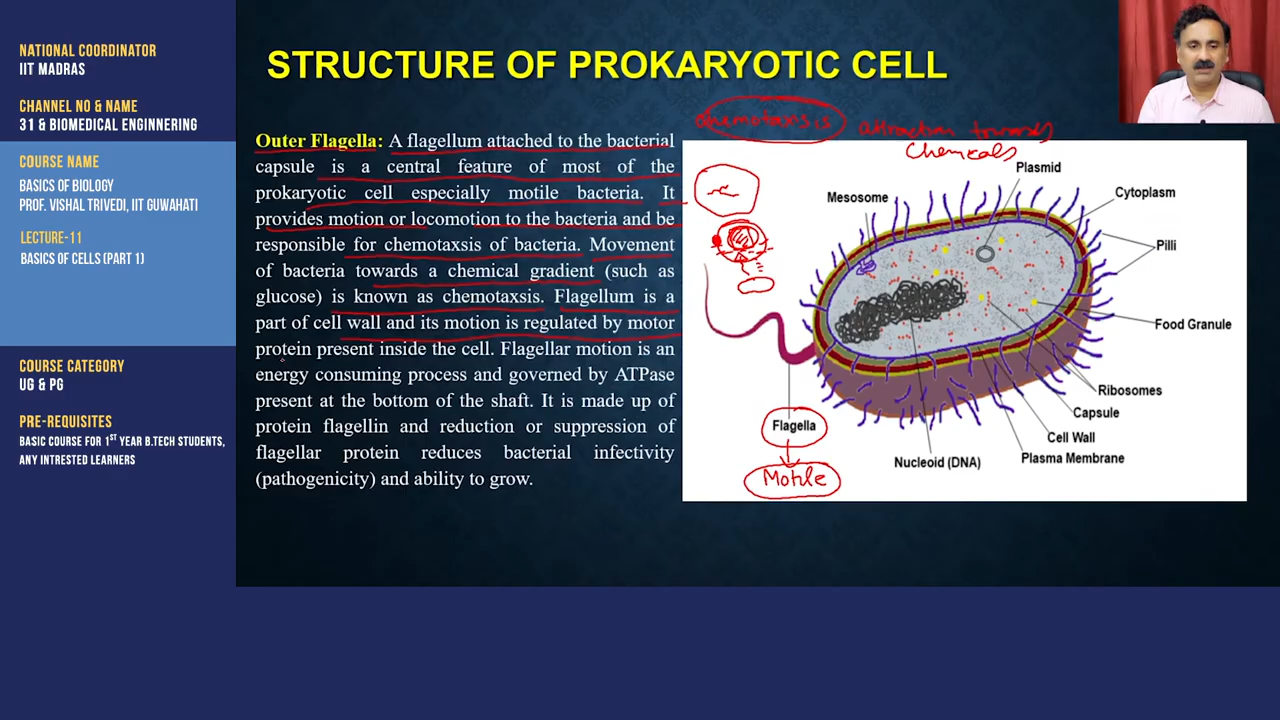 NATIONAL COORDINATOR
IIT MADRAS
CHANNEL NO & NAME
31 & BIOMEDICAL ENGINNERING
COURSE NAME
BASICS OF BIOLOGY
PROF. VISHAL TRIVEDI, IIT GUWAHATI
LECTURE-11
BASICS OF CELLS (PART 1)
COURSE CATEGORY
UG & PG
PRE-REQUISITES
BASIC COURSE FOR 1ST YEAR B.TECH STUDENTS,
ANY INTRESTED LEARNERS
STRUCTURE OF PROKARYOTIC CELL
Outer Flagella: A flagellum attached to the bacterial
capsule is a central feature of most of the
prokaryotic cell especially motile bacteria. It
provides motion or locomotion to the bacteria and be
responsible for chemotaxsis of bacteria. Movement
of bacteria towards a chemical gradient (such as
glucose) is known as chemotaxsis. Flagellum is a
part of cell wall and its motion is regulated by motor
protein present inside the cell. Flagellar motion is an
energy consuming process and governed by ATPase
present at the bottom of the shaft. It is made up of
protein flagellin and reduction or suppression of
flagellar protein reduces bacterial infectivity
(pathogenicity) and ability to grow.
chemotaxsis
attraction towards
chemicals
Plasmid
Mesosome
Cytoplasm
Pilli
Food Granule
Ribosomes
Capsule
Cell Wall
Plasma Membrane
Nucleoid (DNA)
Flagella
Motile